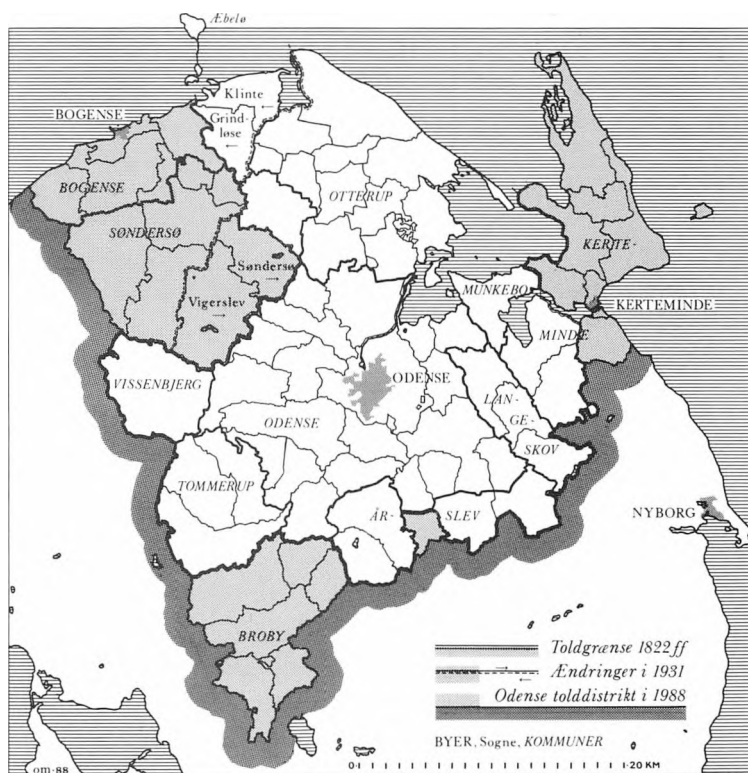 Æbelø
Klinte
←
BOGENSE
Grind-
løse
←
BOGENSE
OTTERUP
SØNDERSØ
KERTE-
Søndersø
→
MUNKEBO
Vigerslev
→
KERTEMINDE
MINDE
VISSENBJERG
ODENSE
LAN-
GE-
ODENSE
SKOV
TOMMERUP
ÅR-
SLEV
NYBORG
BROBY
Toldgrænse 1822 ff
→
Ændringer i 1931
←
Odense tolddistrikt i 1988
BYER, Sogne, KOMMUNER
om-88
0 20 KM